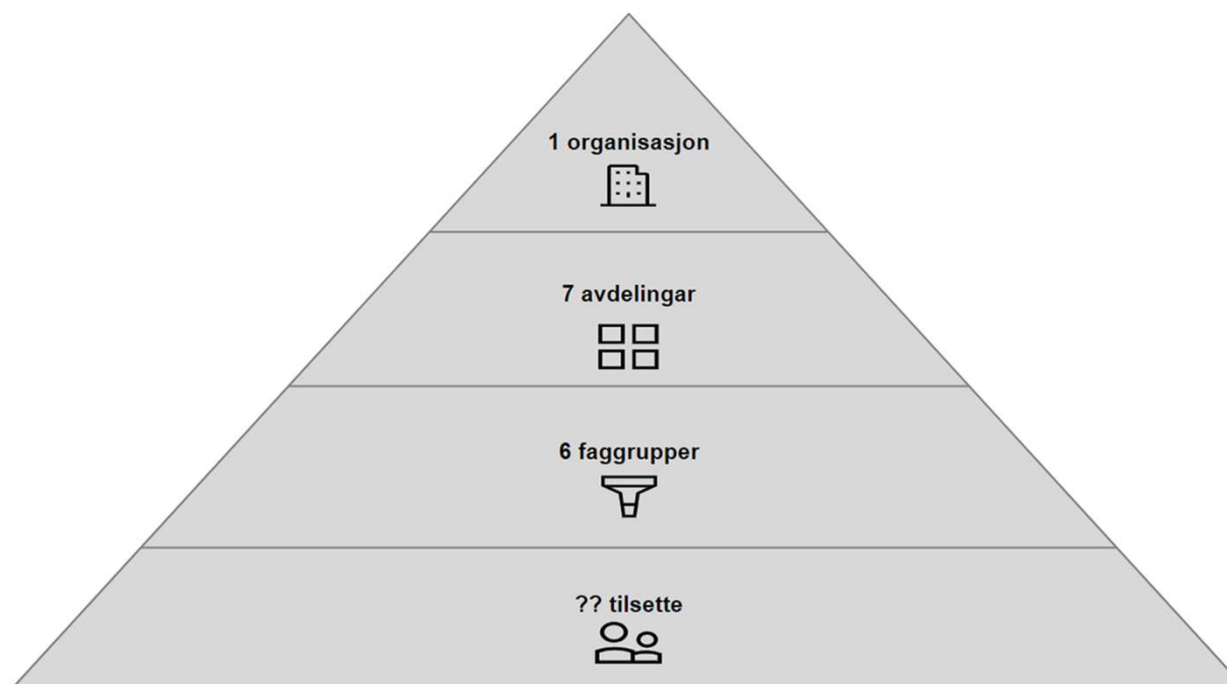 1 organisasjon
7 avdelingar
6 faggrupper
?? tilsette